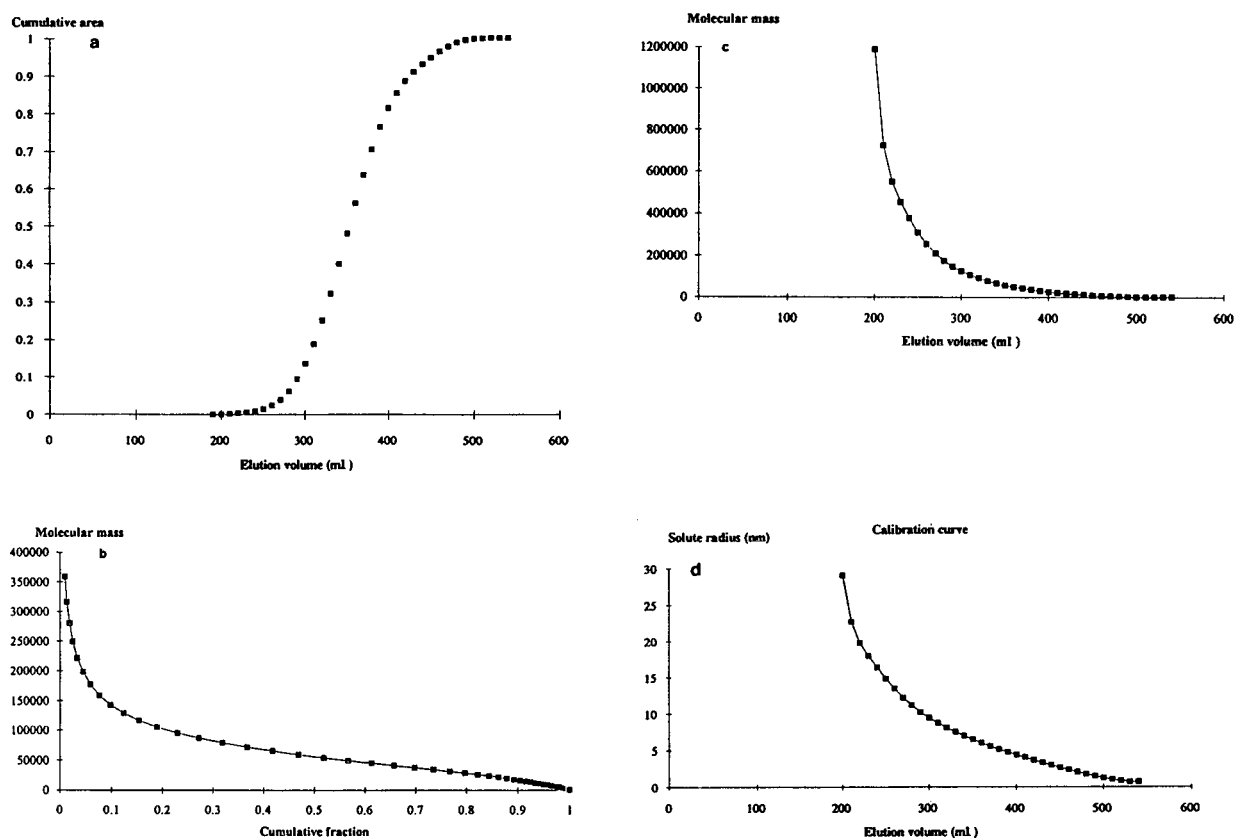 Cumulative area
a
1
0.9
0.8
0.7
0.6
0.5
0.4
0.3
0.2
0.1
0
0 100 200 300 400 500 600
Elution volume (ml)
Molecular mass
c
1200000
1000000
800000
600000
400000
200000
0
0 100 200 300 400 500 600
Elution volume (ml)
Molecular mass
b
400000
350000
300000
250000
200000
150000
100000
50000
0
0 0.1 0.2 0.3 0.4 0.5 0.6 0.7 0.8 0.9 1
Cumulative fraction
Calibration curve
Solute radius (nm)
d
30
25
20
15
10
5
0
0 100 200 300 400 500 600
Elution volume (ml)